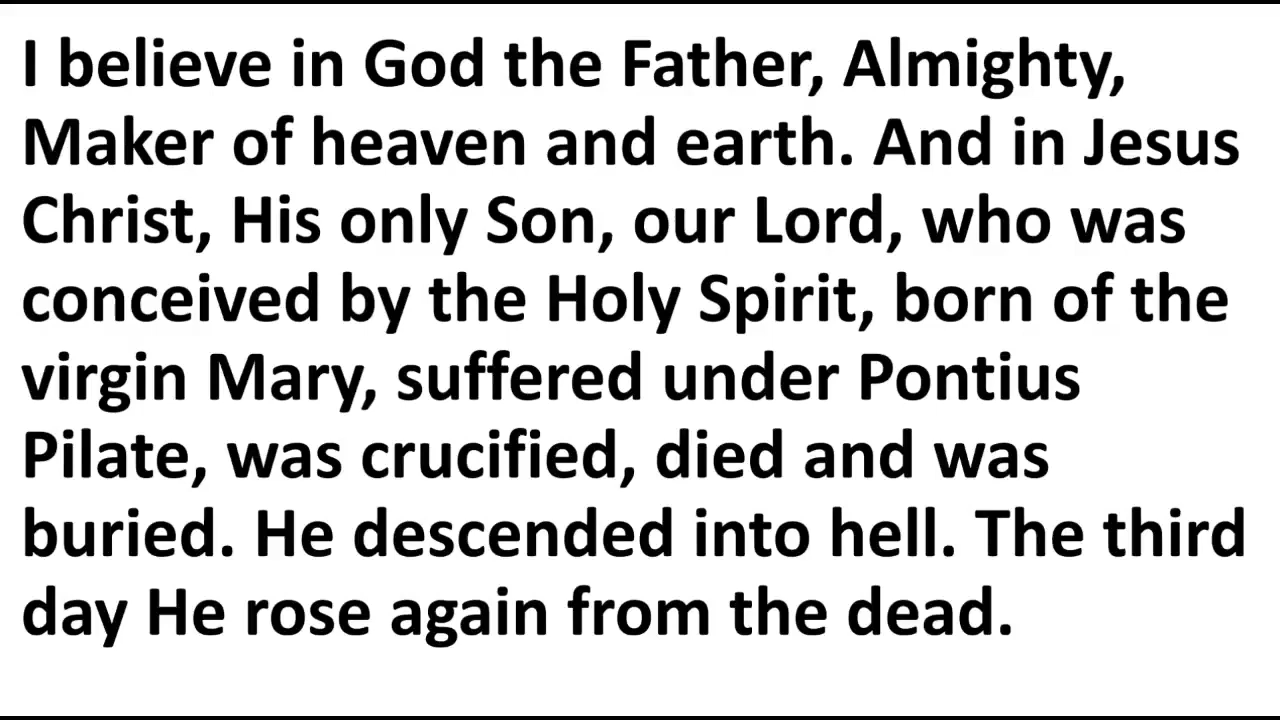 I believe in God the Father, Almighty,
Maker of heaven and earth. And in Jesus
Christ, His only Son, our Lord, who was
conceived by the Holy Spirit, born of the
virgin Mary, suffered under Pontius
Pilate, was crucified, died and was
buried. He descended into hell. The third
day He rose again from the dead.